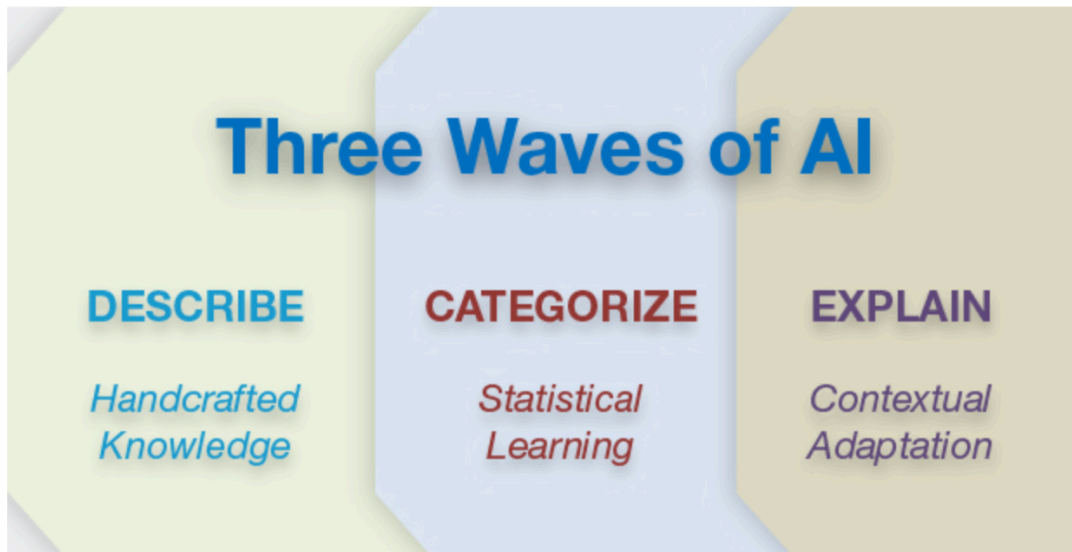 Three Waves of AI
DESCRIBE
Handcrafted
Knowledge
CATEGORIZE
Statistical
Learning
EXPLAIN
Contextual
Adaptation